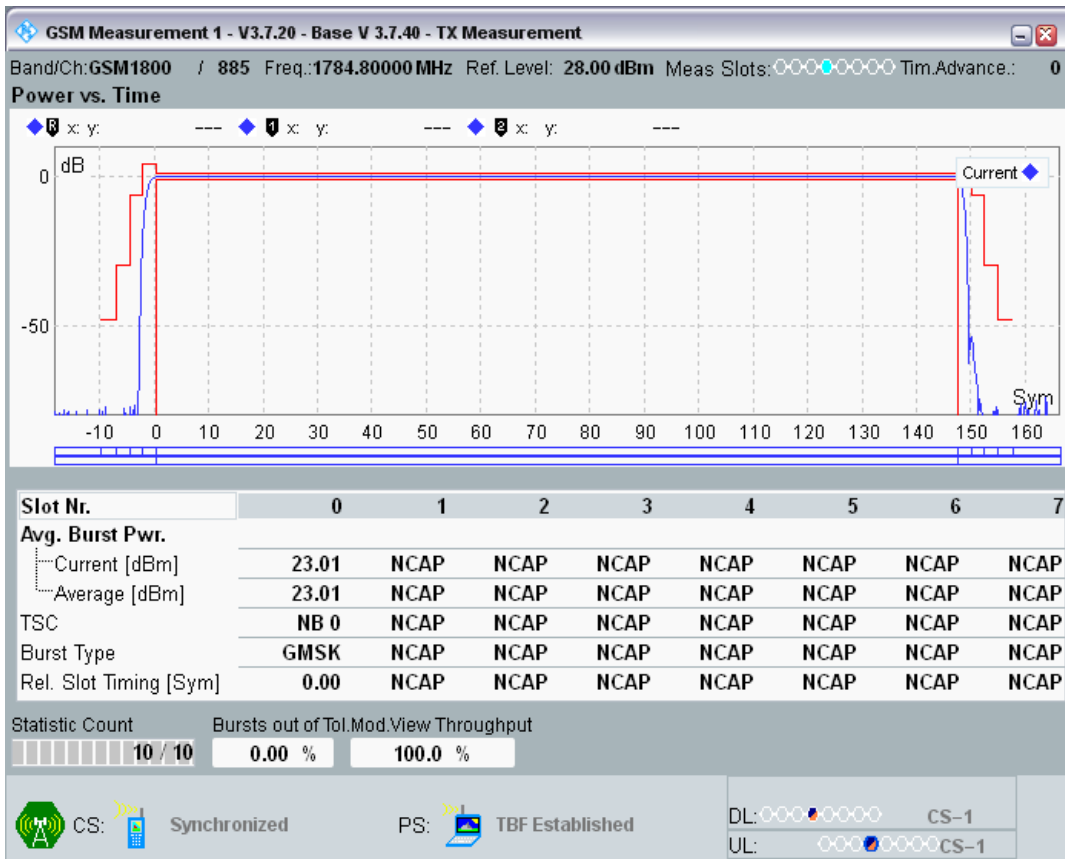 GSM Measurement 1 - V3.7.20 - Base V 3.7.40 - TX Measurement
Band/Ch:GSM1800 / 885 Freq.:1784.80000 MHz Ref. Level: 28.00 dBm Meas Slots: Tim.Advance.: 0
Power vs. Time
R x: y: --- 1 x: y: --- 2 x: y: ---
dB
Current
0
-50
Sym
-10 0 10 20 30 40 50 60 70 80 90 100 110 120 130 140 150 160
Slot Nr. 0 1 2 3 4 5 6 7
Avg. Burst Pwr.
Current [dBm] 23.01 NCAP NCAP NCAP NCAP NCAP NCAP NCAP
Average [dBm] 23.01 NCAP NCAP NCAP NCAP NCAP NCAP NCAP
TSC NB 0 NCAP NCAP NCAP NCAP NCAP NCAP NCAP
Burst Type GMSK NCAP NCAP NCAP NCAP NCAP NCAP NCAP
Rel. Slot Timing [Sym] 0.00 NCAP NCAP NCAP NCAP NCAP NCAP NCAP
Statistic Count Bursts out of Tol.Mod.View Throughput
10 / 10 0.00 % 100.0 %
CS: Synchronized PS: TBF Established
DL: CS-1
UL: CS-1